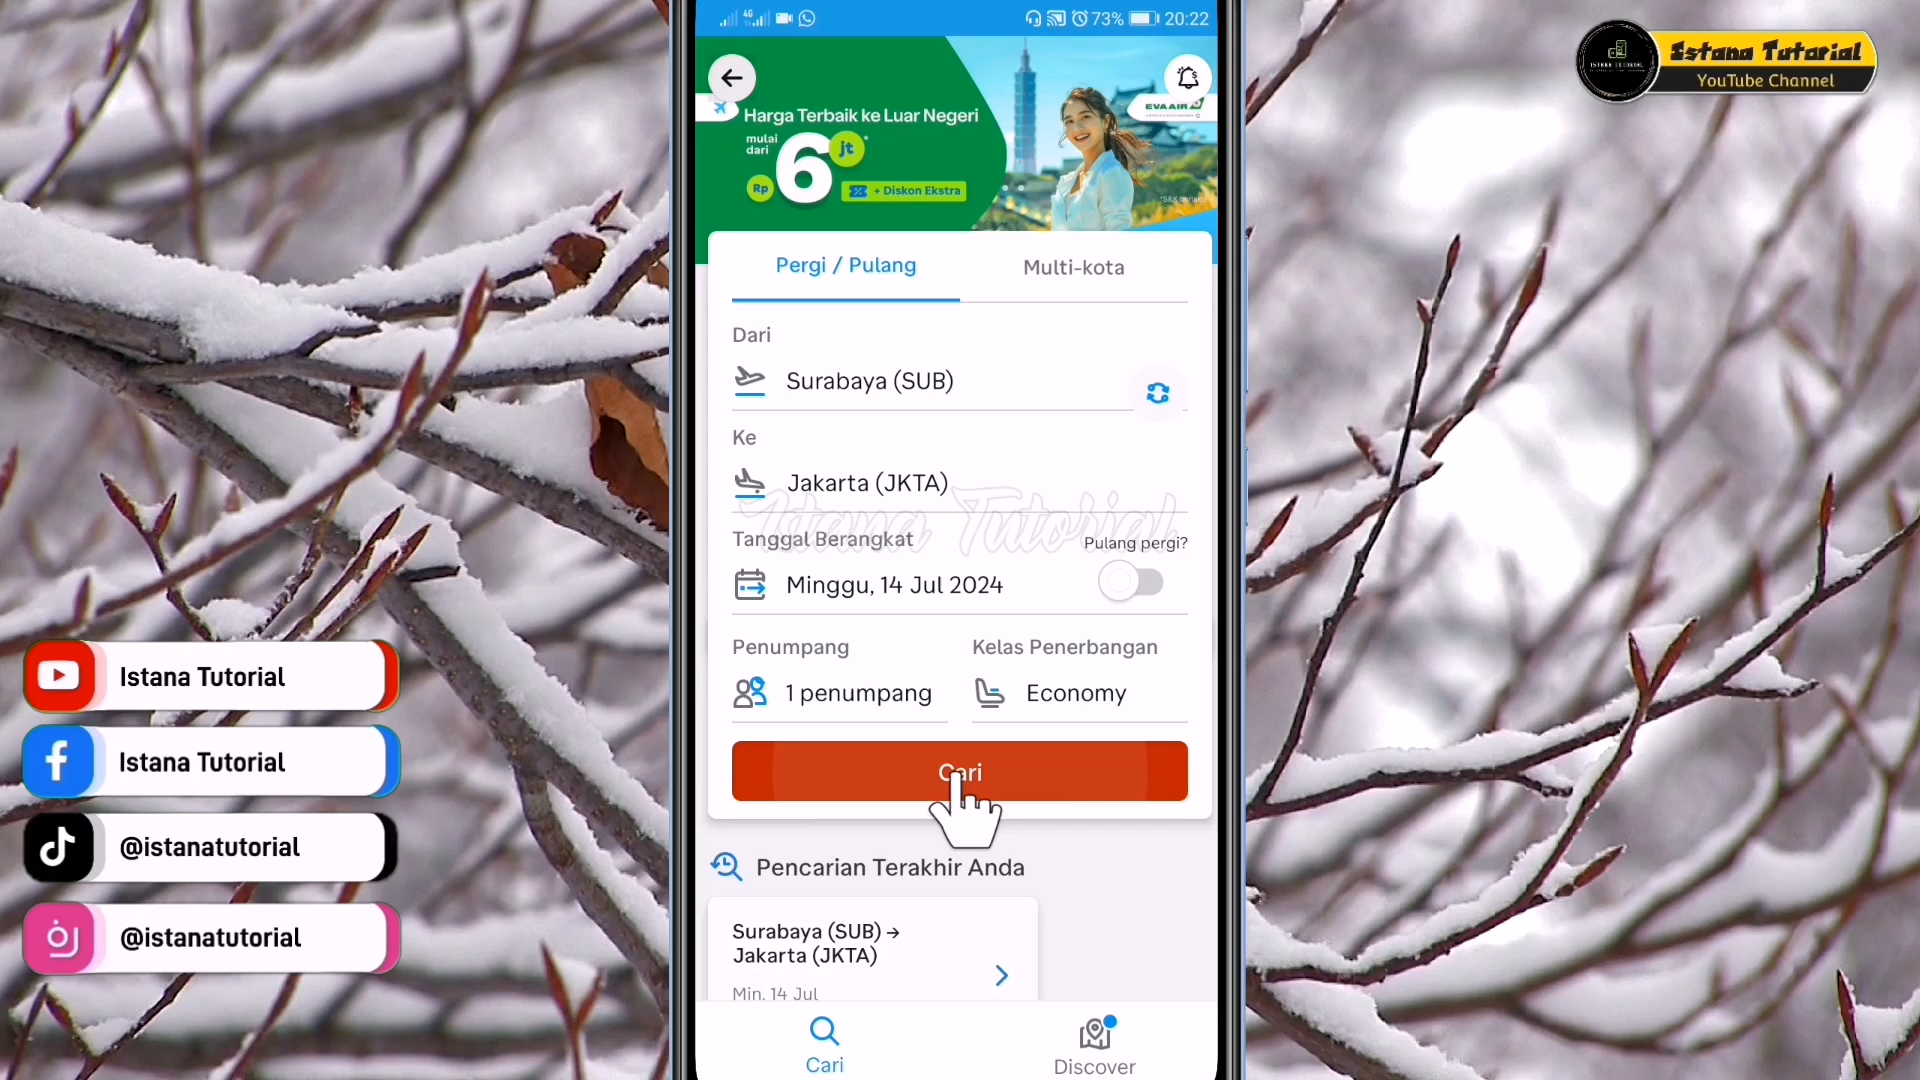 4G
73%
20:22
Harga Terbaik ke Luar Negeri
mulai
dari
Rp
6
jt
*
+ Diskon Ekstra
EVA AIR
Pergi / Pulang
Multi-kota
Dari
Surabaya (SUB)
Ke
Jakarta (JKTA)
Istana Tutorial
Tanggal Berangkat
Pulang pergi?
Minggu, 14 Jul 2024
Penumpang
Kelas Penerbangan
1 penumpang
Economy
Cari
Pencarian Terakhir Anda
Surabaya (SUB) →
Jakarta (JKTA)
Min, 14 Jul
Cari
Discover
Istana Tutorial
Istana Tutorial
@istanatutorial
@istanatutorial
ISTANA TUTORIAL
Istana Tutorial
YouTube Channel